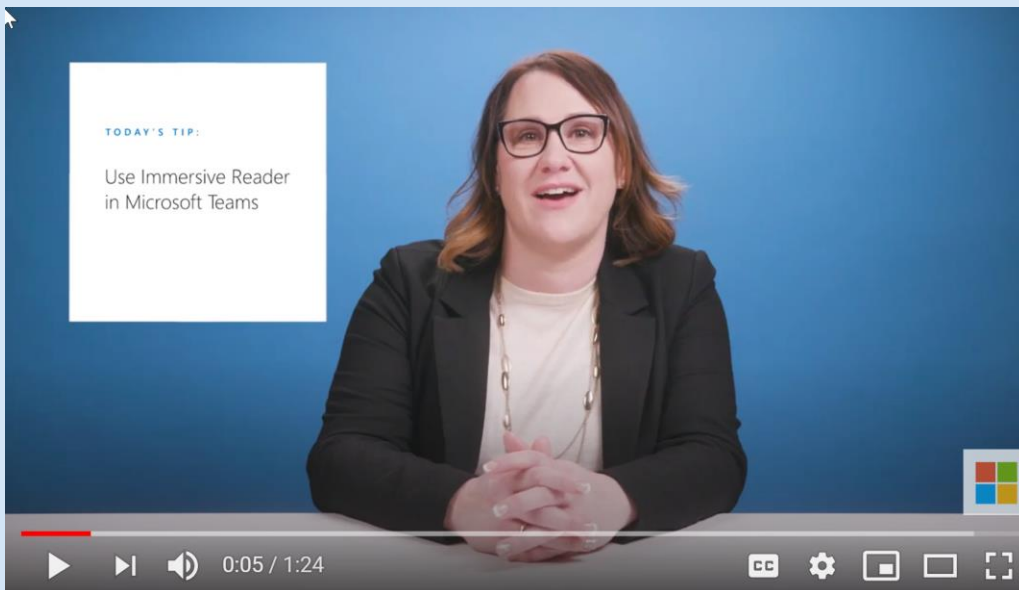 TODAY'S TIP:
Use Immersive Reader
in Microsoft Teams
0:05 / 1:24
CC